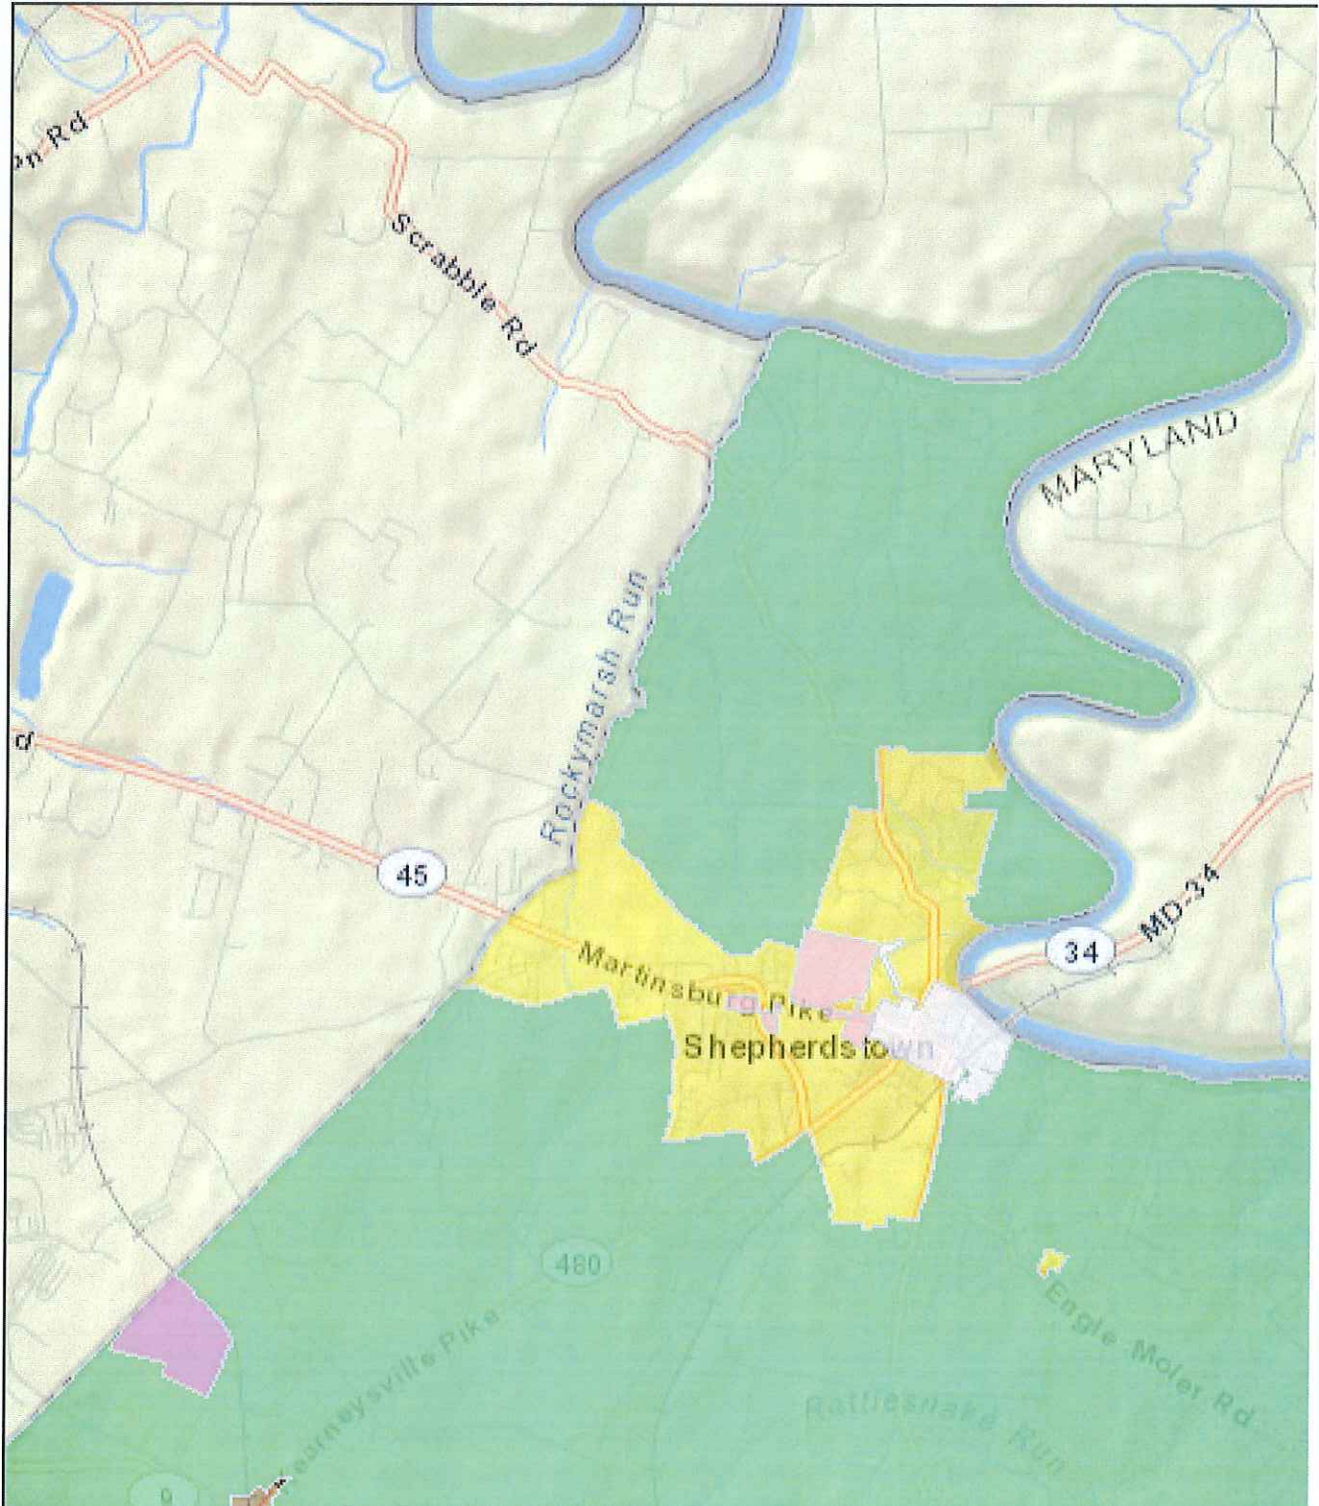 Rd
Scrabble Rd
MARYLAND
Rockymarsh Run
d
45
MD-34
34
Martinsburg Pike
Shepherdstown
480
Engle Moler Rd
Kearneysville Pike
Rattlesnake Run
9